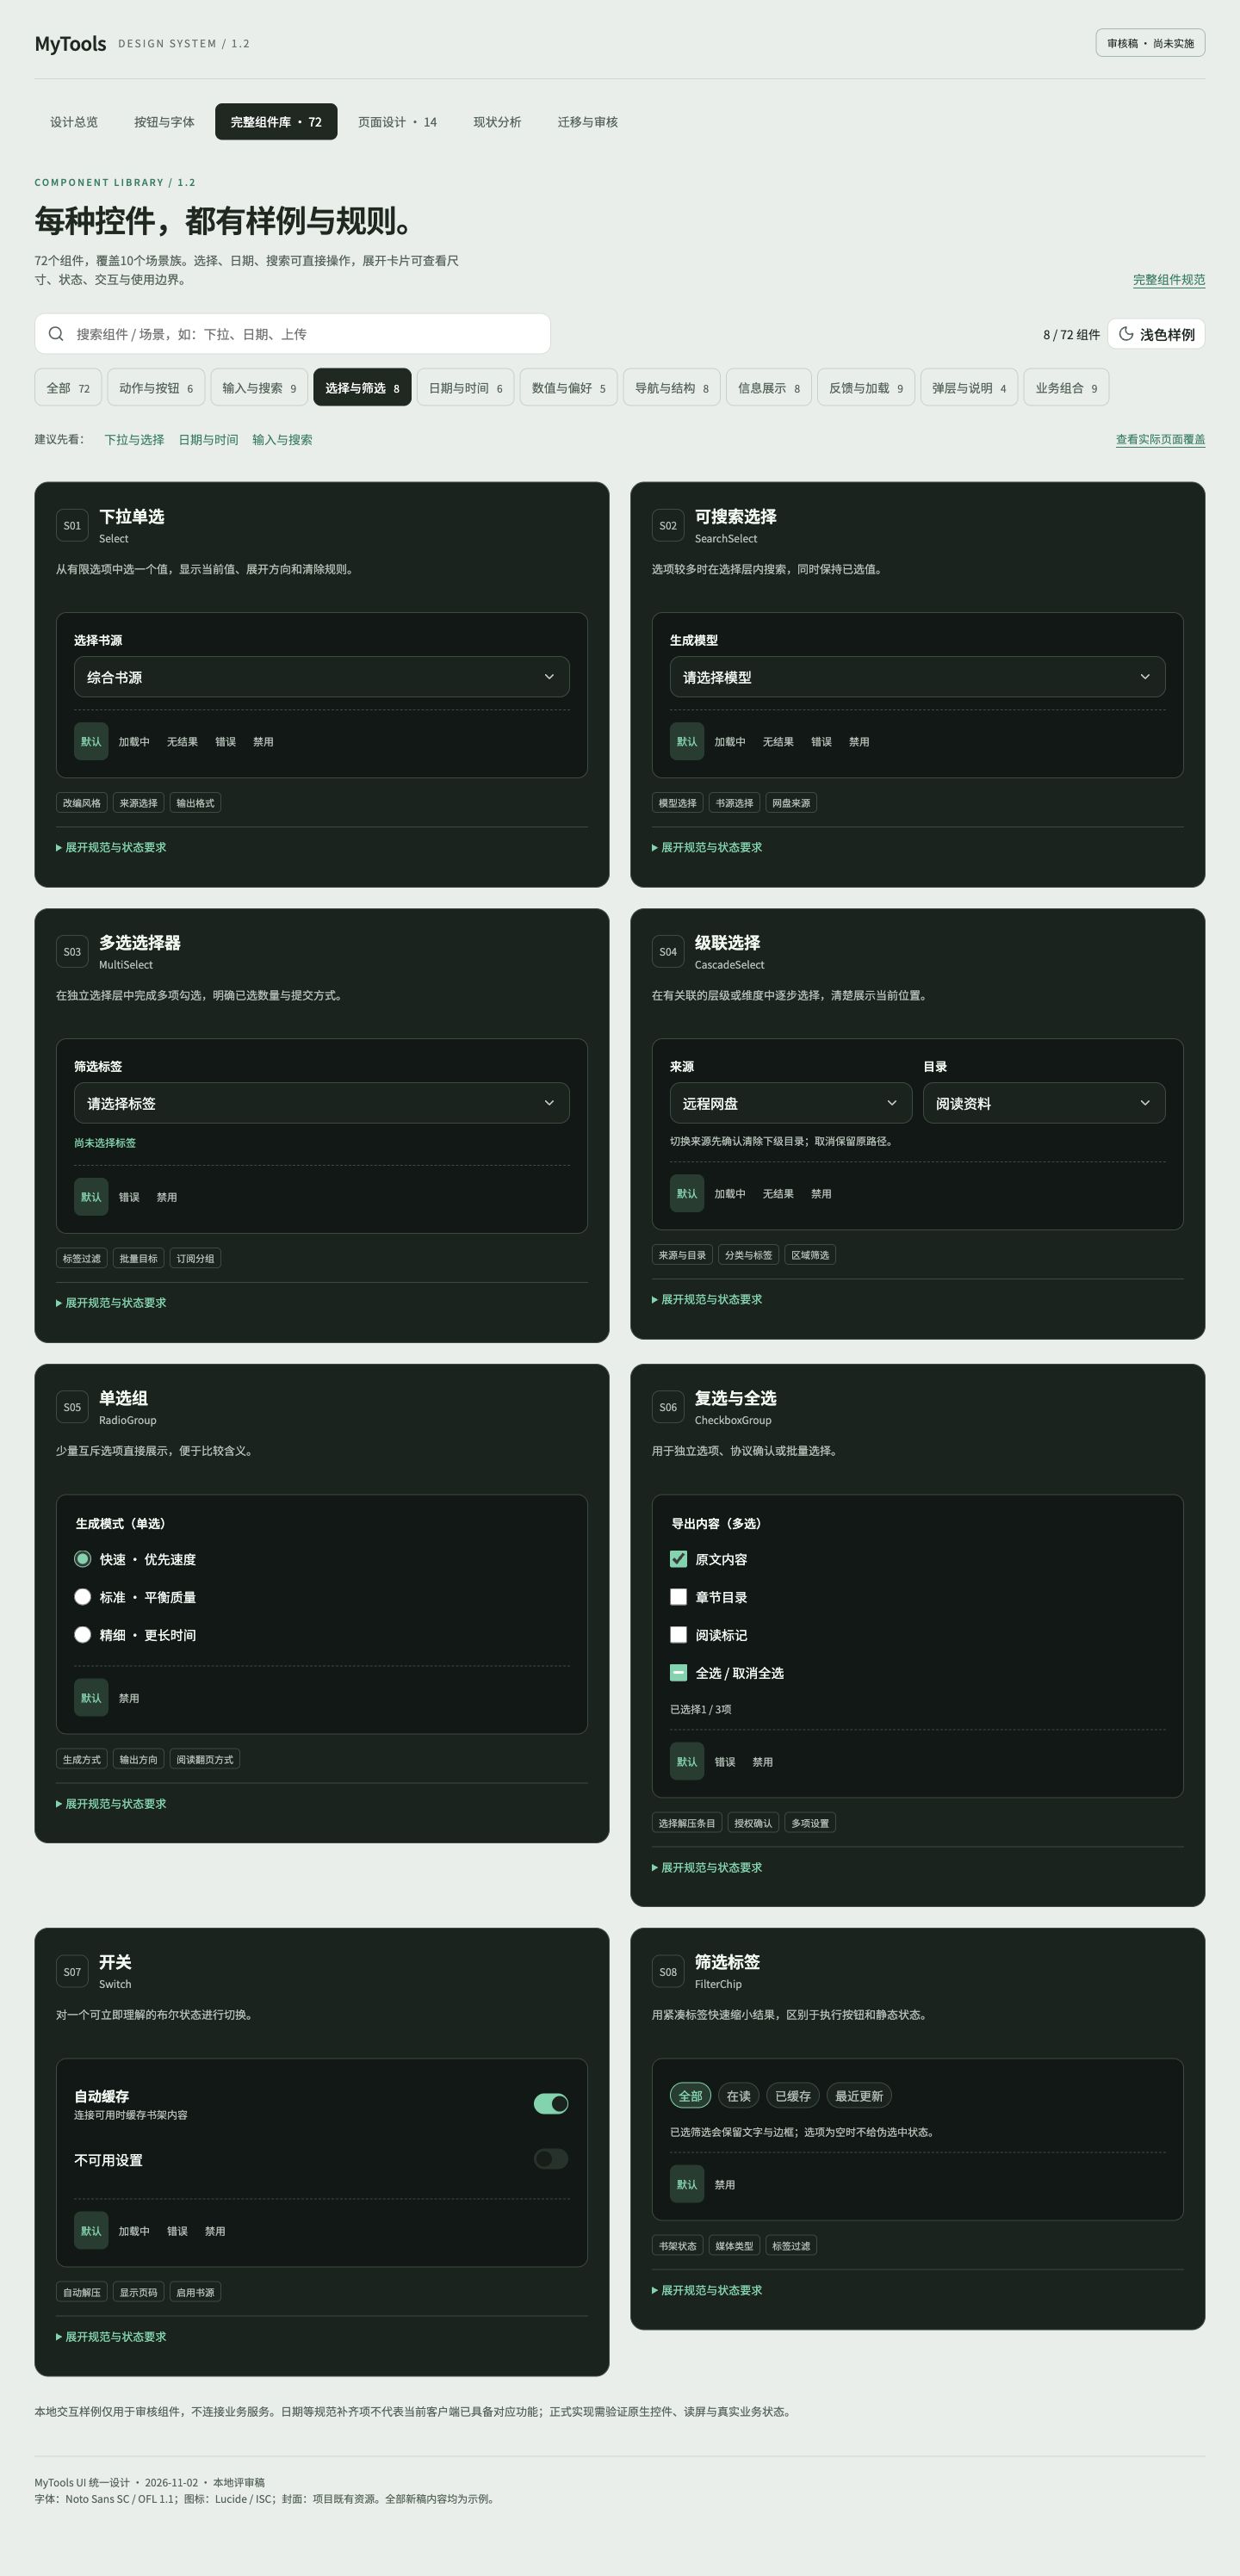 MyTools DESIGN SYSTEM / 1.2
审核稿 · 尚未实施
设计总览 按钮与字体 完整组件库 · 72 页面设计 · 14 现状分析 迁移与审核
COMPONENT LIBRARY / 1.2
每种控件，都有样例与规则。
72个组件，覆盖10个场景族。选择、日期、搜索可直接操作，展开卡片可查看尺
寸、状态、交互与使用边界。
完整组件规范
搜索组件 / 场景，如：下拉、日期、上传
8 / 72 组件 浅色样例
全部 72 动作与按钮 6 输入与搜索 9 选择与筛选 8 日期与时间 6 数值与偏好 5 导航与结构 8 信息展示 8 反馈与加载 9 弹层与说明 4 业务组合 9
建议先看： 下拉与选择 日期与时间 输入与搜索
查看实际页面覆盖
S01 下拉单选
Select
从有限选项中选一个值，显示当前值、展开方向和清除规则。
选择书源
综合书源
默认 加载中 无结果 错误 禁用
改编风格 来源选择 输出格式
展开规范与状态要求
S02 可搜索选择
SearchSelect
选项较多时在选择层内搜索，同时保持已选值。
生成模型
请选择模型
默认 加载中 无结果 错误 禁用
模型选择 书源选择 网盘来源
展开规范与状态要求
S03 多选选择器
MultiSelect
在独立选择层中完成多项勾选，明确已选数量与提交方式。
筛选标签
请选择标签
尚未选择标签
默认 错误 禁用
标签过滤 批量目标 订阅分组
展开规范与状态要求
S04 级联选择
CascadeSelect
在有关联的层级或维度中逐步选择，清楚展示当前位置。
来源 目录
远程网盘 阅读资料
切换来源先确认清除下级目录；取消保留原路径。
默认 加载中 无结果 禁用
来源与目录 分类与标签 区域筛选
展开规范与状态要求
S05 单选组
RadioGroup
少量互斥选项直接展示，便于比较含义。
生成模式（单选）
快速 · 优先速度
标准 · 平衡质量
精细 · 更长时间
默认 禁用
生成方式 输出方向 阅读翻页方式
展开规范与状态要求
S06 复选与全选
CheckboxGroup
用于独立选项、协议确认或批量选择。
导出内容（多选）
原文内容
章节目录
阅读标记
全选 / 取消全选
已选择1 / 3项
默认 错误 禁用
选择解压条目 授权确认 多项设置
展开规范与状态要求
S07 开关
Switch
对一个可立即理解的布尔状态进行切换。
自动缓存
连接可用时缓存书架内容
不可用设置
默认 加载中 错误 禁用
自动解压 显示页码 启用书源
展开规范与状态要求
S08 筛选标签
FilterChip
用紧凑标签快速缩小结果，区别于执行按钮和静态状态。
全部 在读 已缓存 最近更新
已选筛选会保留文字与边框；选项为空时不给伪选中状态。
默认 禁用
书架状态 媒体类型 标签过滤
展开规范与状态要求
本地交互样例仅用于审核组件，不连接业务服务。日期等规范补齐项不代表当前客户端已具备对应功能；正式实现需验证原生控件、读屏与真实业务状态。
MyTools UI 统一设计 · 2026-11-02 · 本地评审稿
字体：Noto Sans SC / OFL 1.1；图标：Lucide / ISC；封面：项目既有资源。全部新稿内容均为示例。